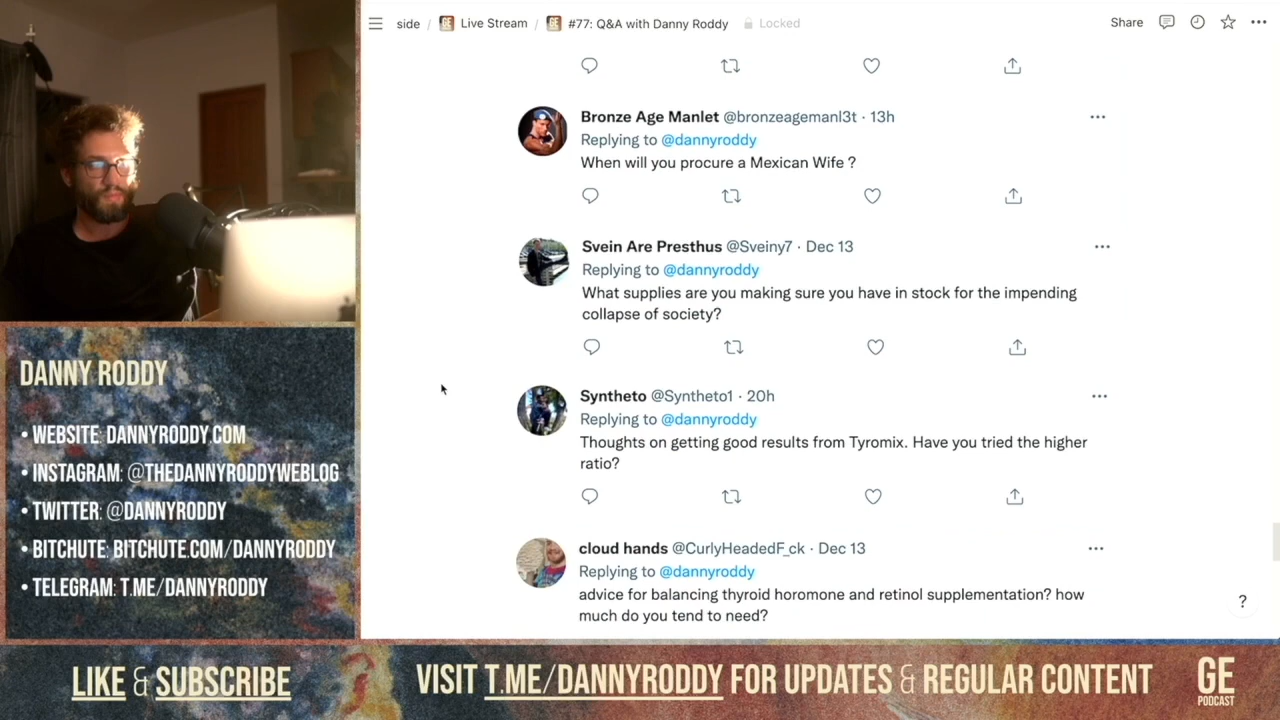 side / Live Stream / #77: Q&A with Danny Roddy Locked
Share
Bronze Age Manlet @bronzeagemanl3t · 13h
Replying to @dannyroddy
When will you procure a Mexican Wife ?
Svein Are Presthus @Sveiny7 · Dec 13
Replying to @dannyroddy
What supplies are you making sure you have in stock for the impending
collapse of society?
Syntheto @Syntheto1 · 20h
Replying to @dannyroddy
Thoughts on getting good results from Tyromix. Have you tried the higher
ratio?
cloud hands @CurlyHeadedF_ck · Dec 13
Replying to @dannyroddy
advice for balancing thyroid horomone and retinol supplementation? how
much do you tend to need?
?
DANNY RODDY
• WEBSITE: DANNYRODDY.COM
• INSTAGRAM: @THEDANNYRODDYWEBLOG
• TWITTER: @DANNYRODDY
• BITCHUTE: BITCHUTE.COM/DANNYRODDY
• TELEGRAM: T.ME/DANNYRODDY
LIKE & SUBSCRIBE
VISIT T.ME/DANNYRODDY FOR UPDATES & REGULAR CONTENT
GE
PODCAST